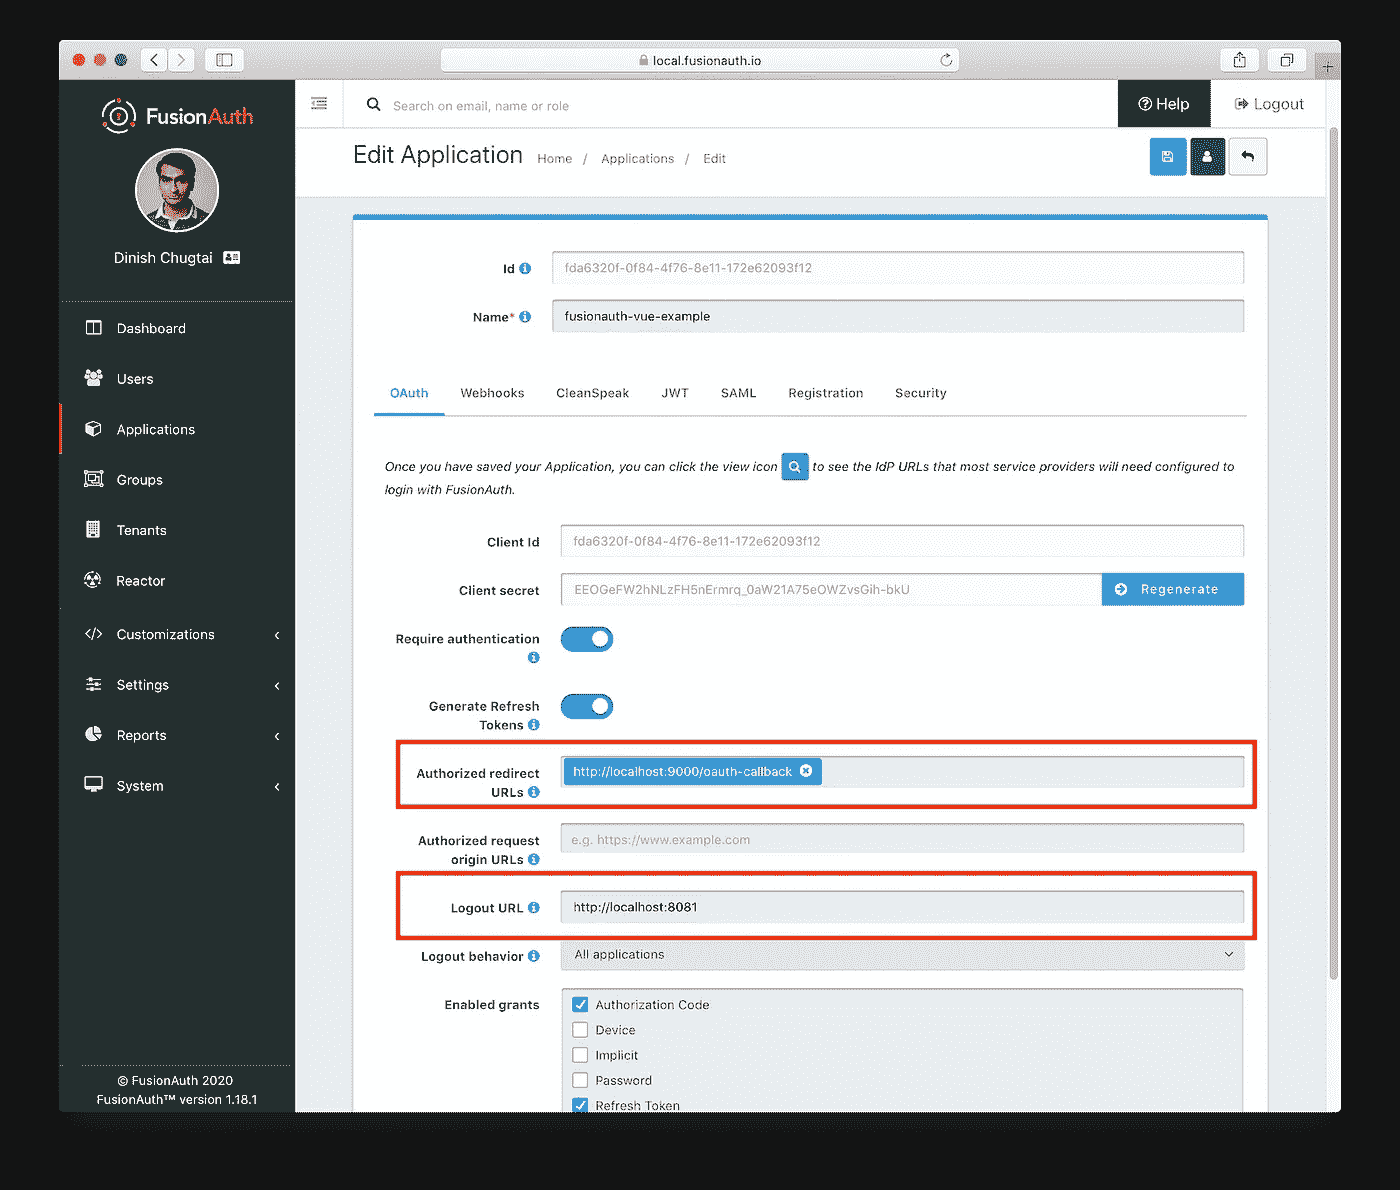 local.fusionauth.io
FusionAuth
Search on email, name or role
Help
Logout
Edit Application
Home / Applications / Edit
Dinish Chugtai
Dashboard
Users
Applications
Groups
Tenants
Reactor
Customizations
Settings
Reports
System
© FusionAuth 2020
FusionAuth™ version 1.18.1
Id
fda6320f-0f84-4f76-8e11-172e62093f12
Name*
fusionauth-vue-example
OAuth Webhooks CleanSpeak JWT SAML Registration Security
Once you have saved your Application, you can click the view icon to see the IdP URLs that most service providers will need configured to
login with FusionAuth.
Client Id
fda6320f-0f84-4f76-8e11-172e62093f12
Client secret
EEOGeFW2hNLzFH5nErmrq_0aW21A75eOWZvsGih-bkU
Regenerate
Require authentication
Generate Refresh
Tokens
Authorized redirect
URLs
http://localhost:9000/oauth-callback
Authorized request
origin URLs
e.g. https://www.example.com
Logout URL
http://localhost:8081
Logout behavior
All applications
Enabled grants
Authorization Code
Device
Implicit
Password
Refresh Token